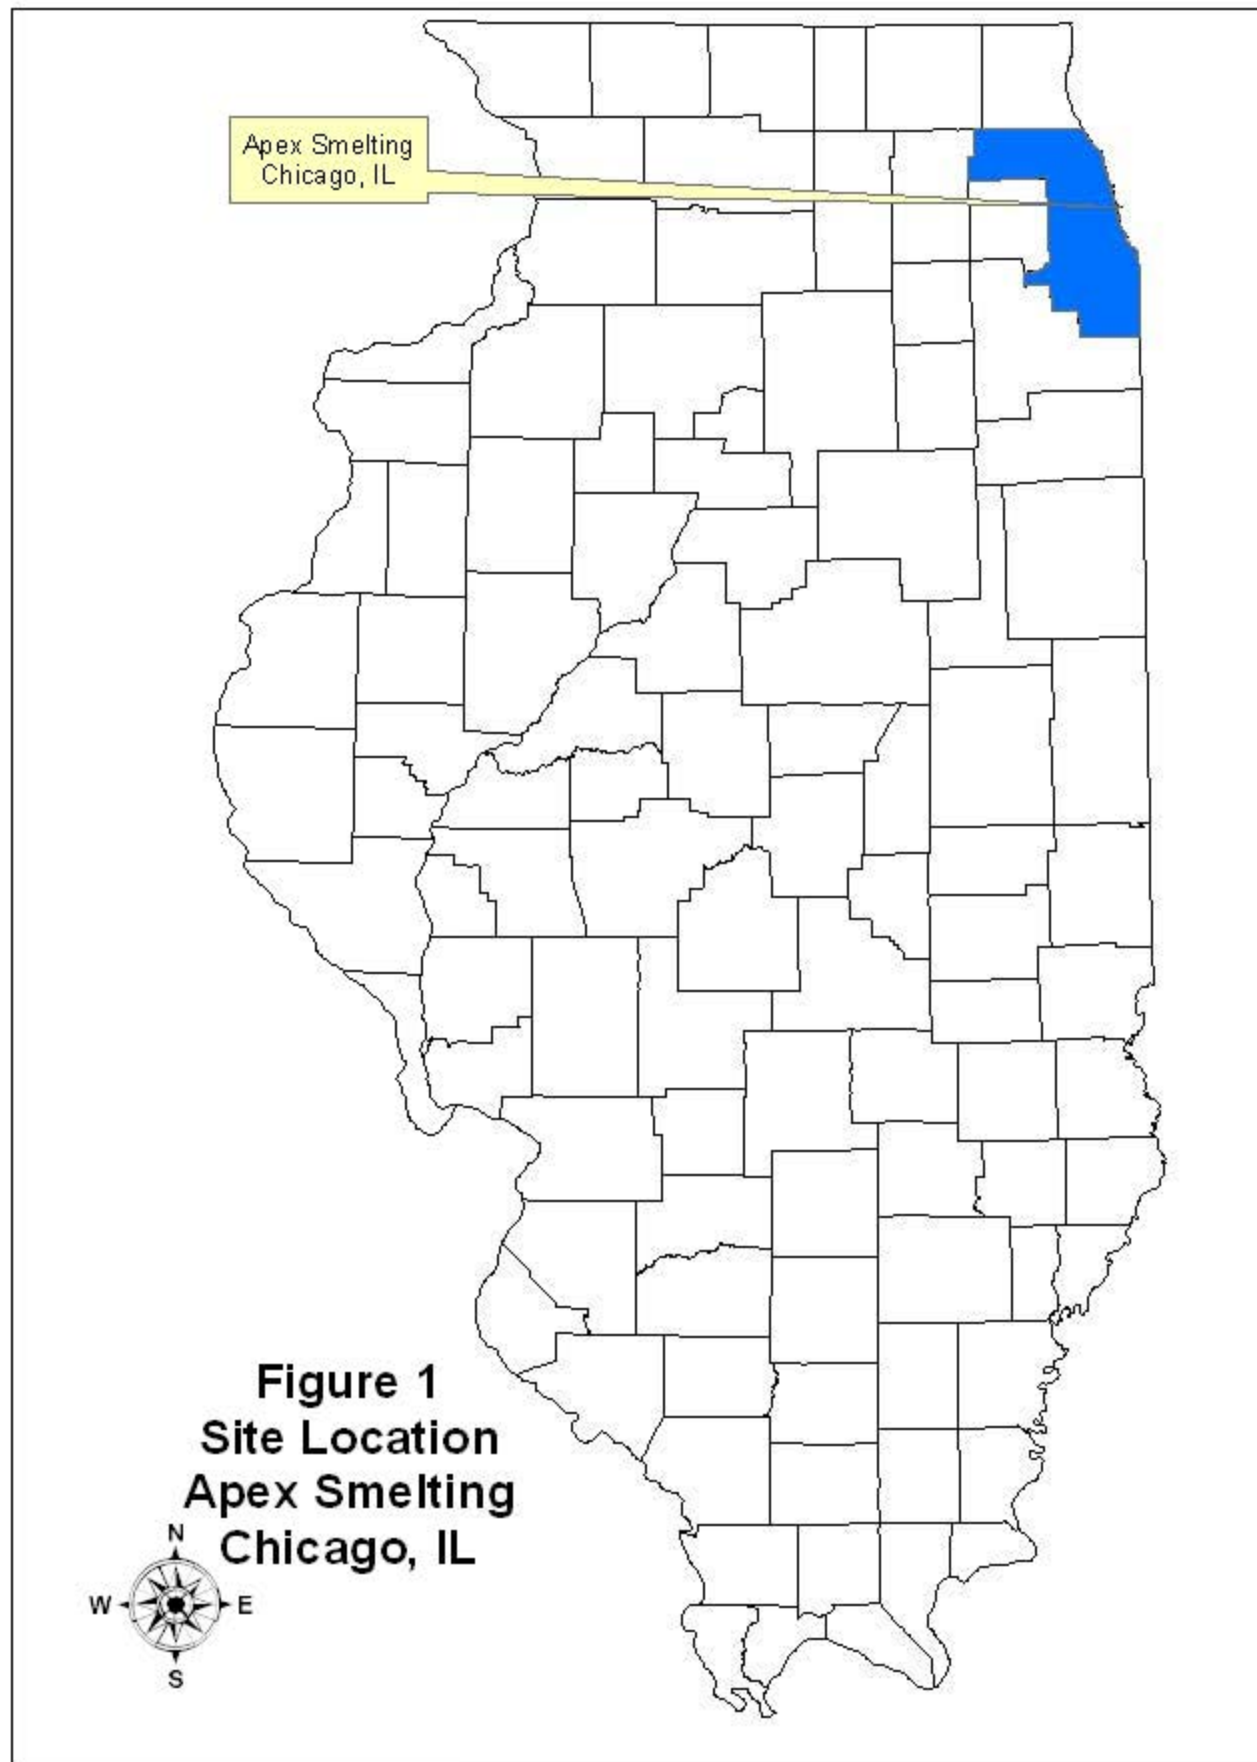 Apex Smelting
Chicago, IL
Figure 1
Site Location
Apex Smelting
Chicago, IL
N
W
E
S